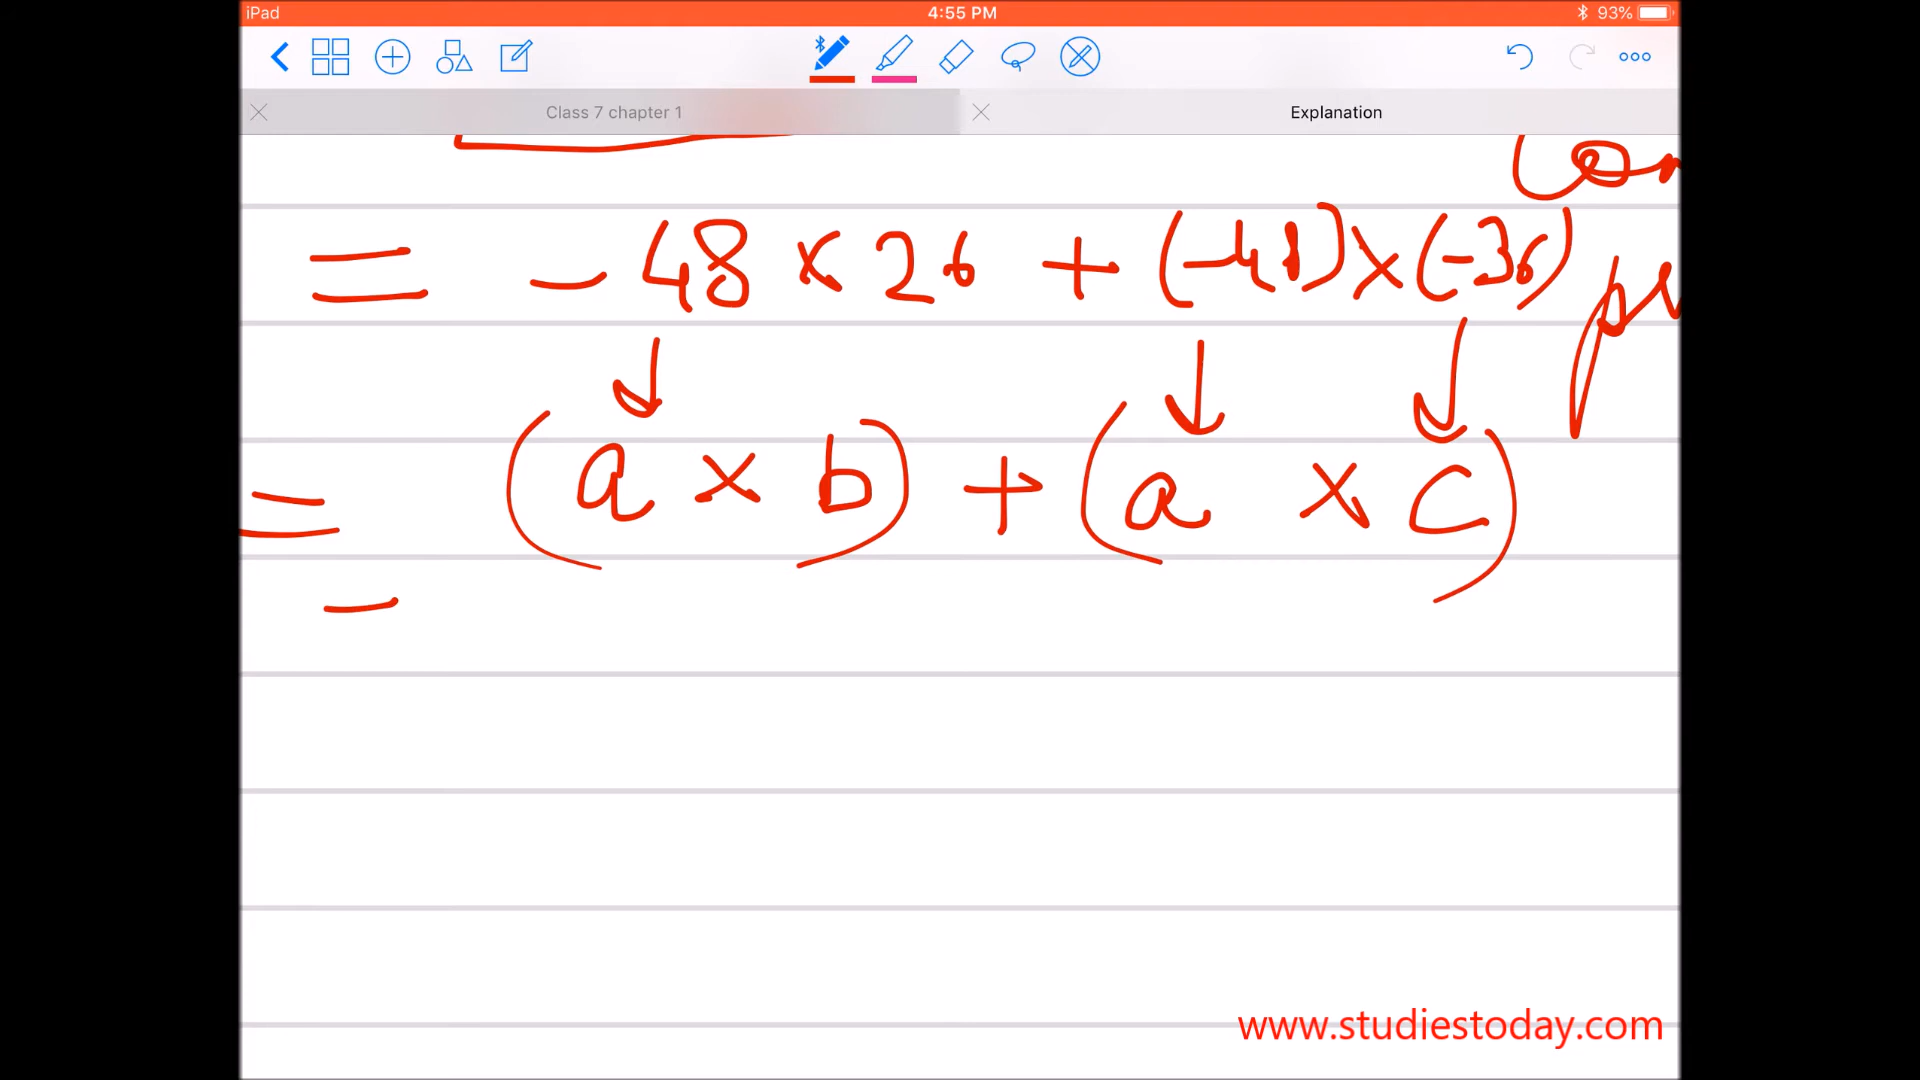 iPad 4:55 PM 93%
Class 7 chapter 1 Explanation
= - 48 × 26 + (-48) × (-36)
= (a × b) + (a × c)
www.studiestoday.com